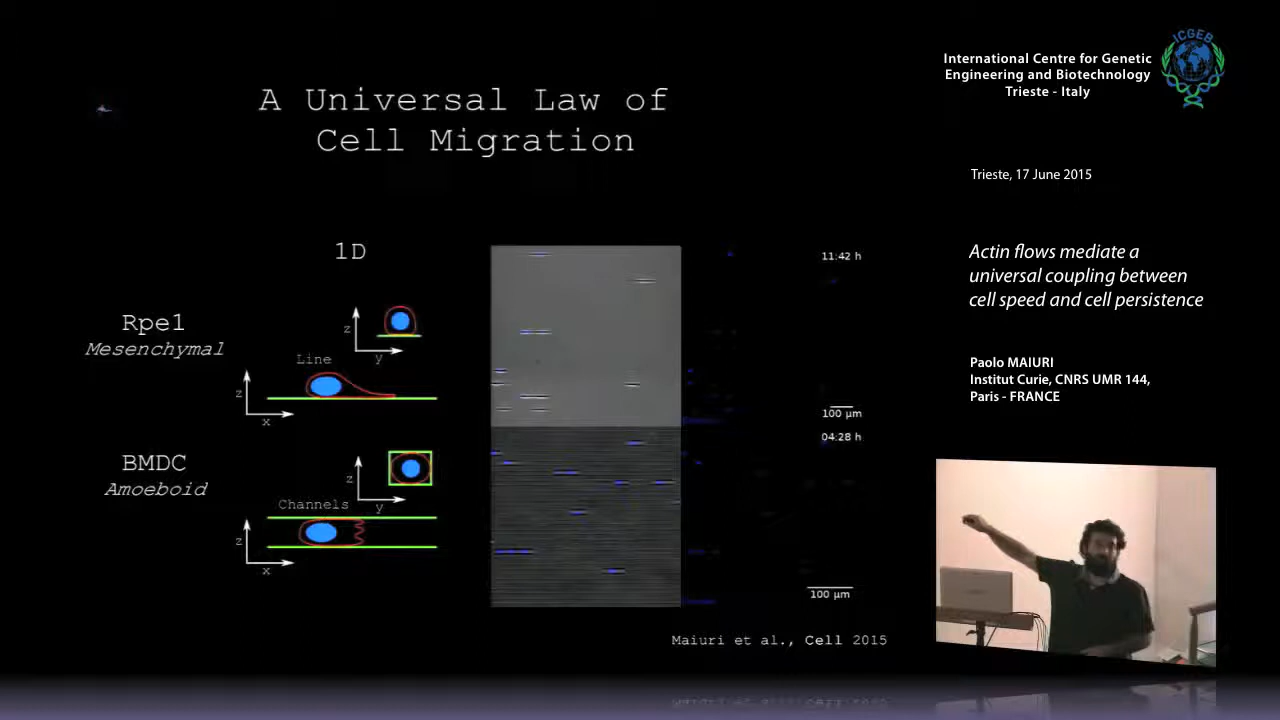 A Universal Law of
Cell Migration
1D
Rpe1
Mesenchymal
z
y
Line
z
x
11:42 h
100 µm
04:28 h
BMDC
Amoeboid
z
y
Channels
z
x
100 µm
Maiuri et al., Cell 2015
ICGEB
International Centre for Genetic
Engineering and Biotechnology
Trieste - Italy
Trieste, 17 June 2015
Actin flows mediate a
universal coupling between
cell speed and cell persistence
Paolo MAIURI
Institut Curie, CNRS UMR 144,
Paris - FRANCE